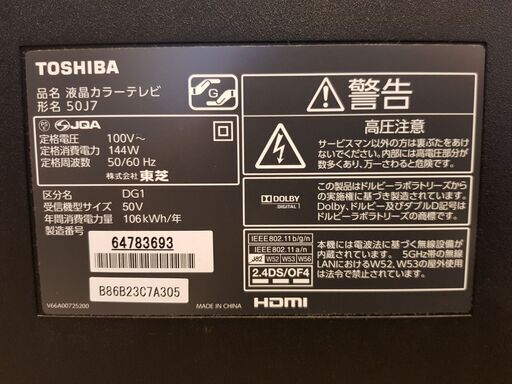 TOSHIBA
品名 液晶カラーテレビ
形名 50J7
JQA
定格電圧: 100V～
定格消費電力: 144W
定格周波数: 50/60 Hz
株式会社 東芝
区分名: DG1
受信機型サイズ: 50V
年間消費電力量: 106kWh/年
製造番号:
64783693
B86B23C7A305
V66A00725200
MADE IN CHINA
G
警告
高圧注意
サービスマン以外の方は裏ぶたをあけ
ないでください。内部には高電圧部分が
数多くあり、万一さわると危険です。
DOLBY
DIGITAL
この製品はドルビーラボラトリーズから
の実施権に基づき製造されています。
Dolby、ドルビー及びダブルD記号は
ドルビーラボラトリーズの商標です。
IEEE802.11b/g/n
IEEE802.11a/n
J52 W52 W53 W56
2.4DS/OF4
本機には電波法に基づく無線設備が
内蔵されています。 5GHz帯の無線
LANにおけるW52、W53の屋外使用
は法令で禁止されています。
HDMI